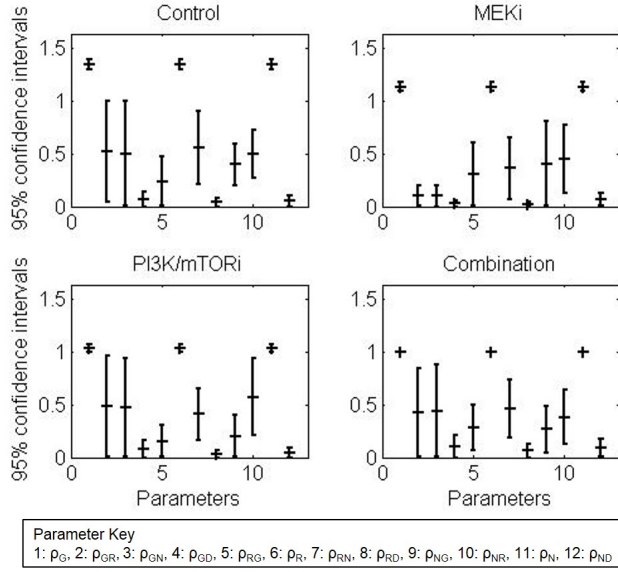 Control
MEKi
95% confidence intervals
1.5
1
0.5
0
0
5
10
1.5
1
0.5
0
0
5
10
PI3K/mTORi
Combination
95% confidence intervals
1.5
1
0.5
0
0
5
10
Parameters
1.5
1
0.5
0
0
5
10
Parameters
Parameter Key
1: ρG, 2: ρGR, 3: ρGN, 4: ρGD, 5: ρRG, 6: ρR, 7: ρRN, 8: ρRD, 9: ρNG, 10: ρNR, 11: ρN, 12: ρND